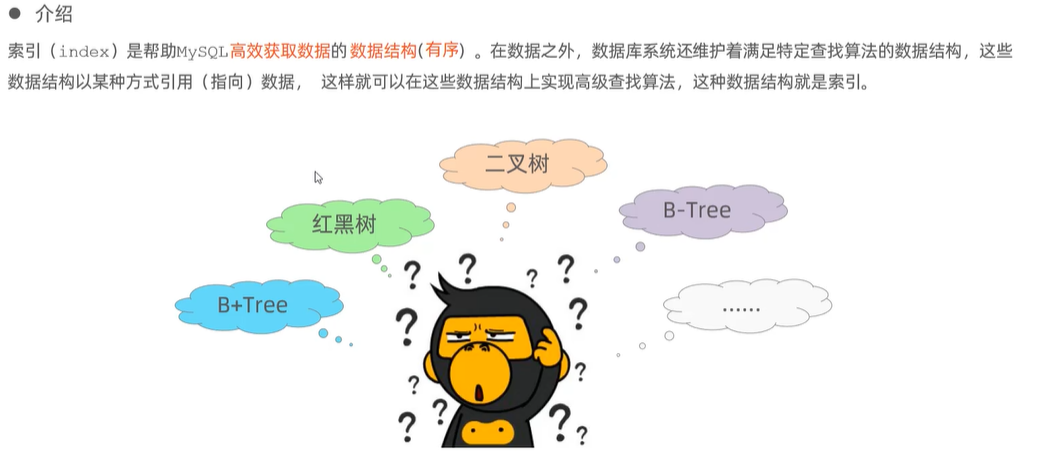 介绍
索引（index）是帮助MySQL高效获取数据的数据结构(有序)。在数据之外，数据库系统还维护着满足特定查找算法的数据结构，这些
数据结构以某种方式引用（指向）数据， 这样就可以在这些数据结构上实现高级查找算法，这种数据结构就是索引。
二叉树
B-Tree
红黑树
B+Tree
......
? ? ? ?
? ?
? ?
? ? ? ?